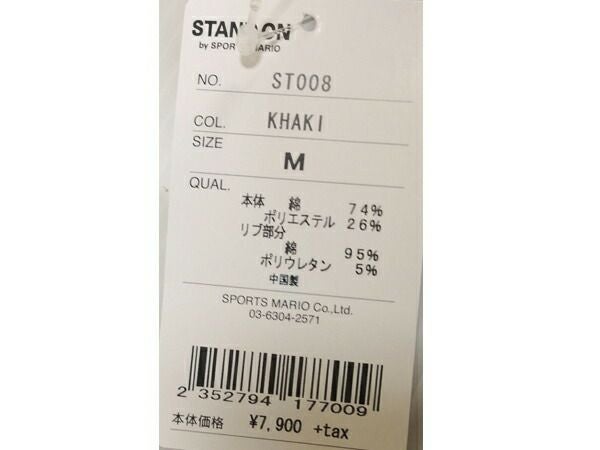 by SPORTS MARIO
NO. ST008
COL. KHAKI
SIZE
M
QUAL.
本体 綿 74%
ポリエステル 26%
リブ部分
綿 95%
ポリウレタン 5%
中国製
SPORTS MARIO Co.,Ltd.
03-6304-2571
2 352794 177009
本体価格 ¥7,900 +tax